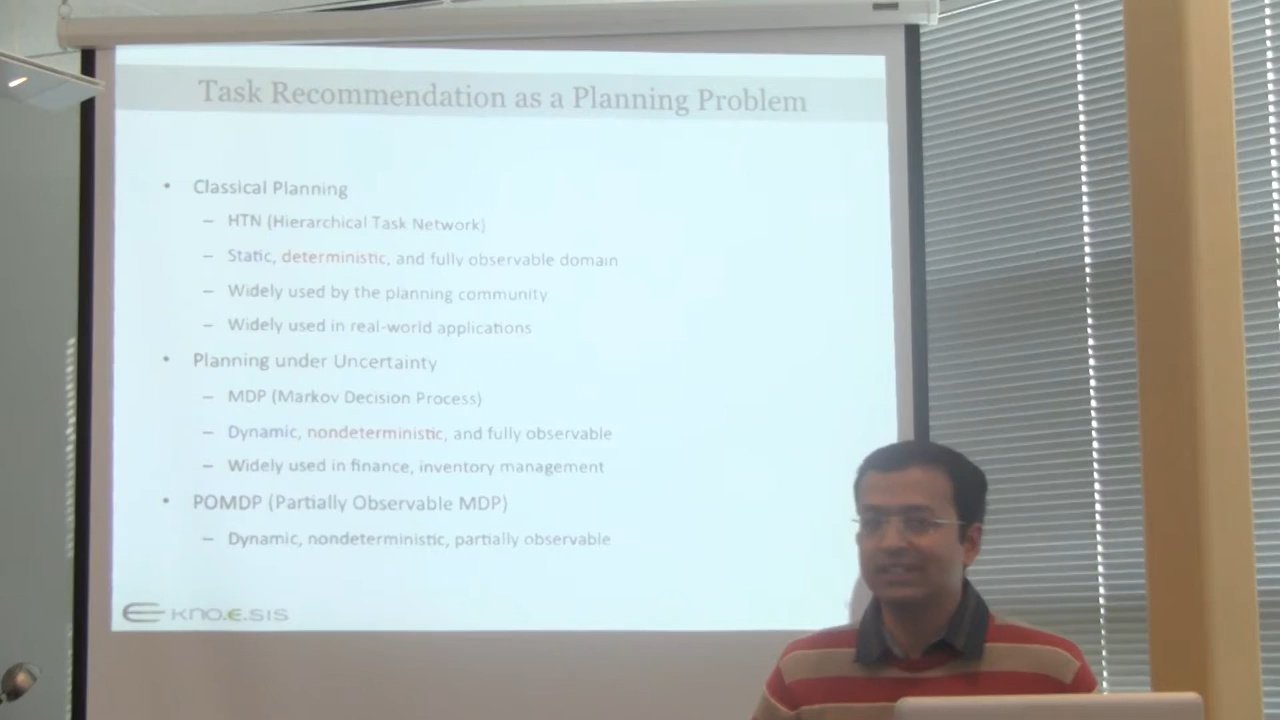 Task Recommendation as a Planning Problem
• Classical Planning
– HTN (Hierarchical Task Network)
– Static, deterministic, and fully observable domain
– Widely used by the planning community
– Widely used in real-world applications
• Planning under Uncertainty
– MDP (Markov Decision Process)
– Dynamic, nondeterministic, and fully observable
– Widely used in finance, inventory management
• POMDP (Partially Observable MDP)
– Dynamic, nondeterministic, partially observable
KNO.E.SIS